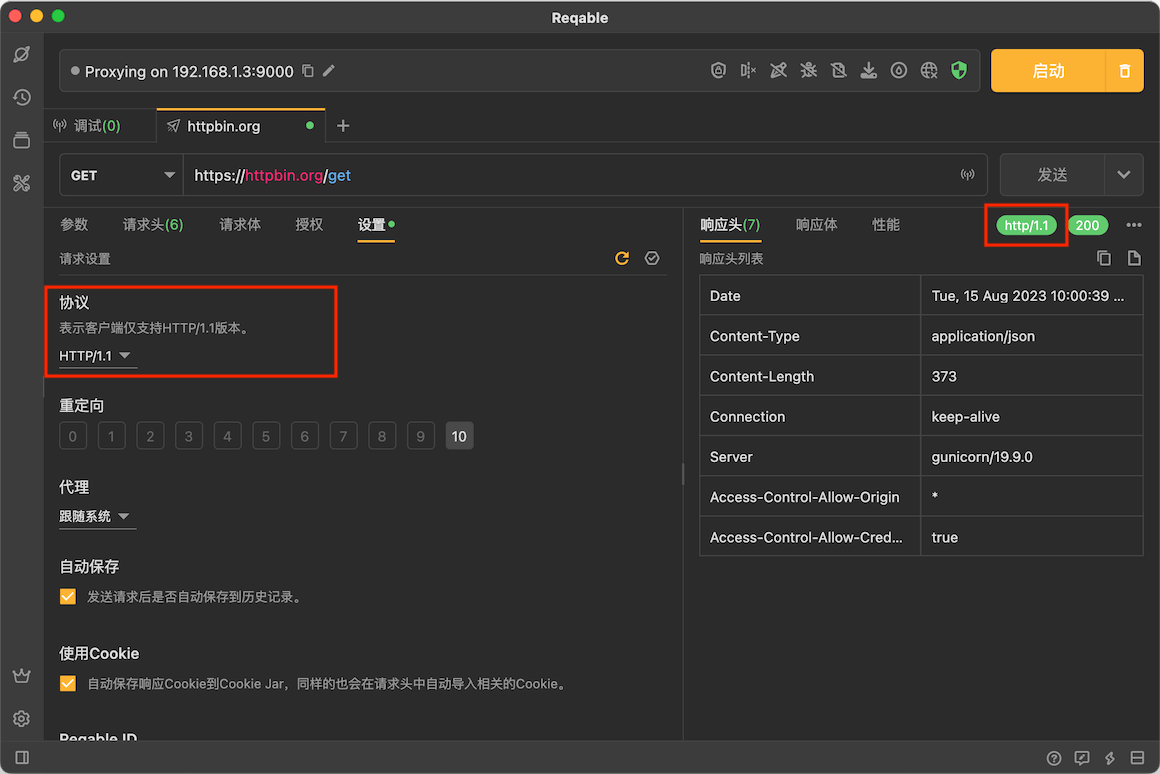 Reqable
Proxying on 192.168.1.3:9000
启动
调试(0)
httpbin.org
GET
https://httpbin.org/get
发送
参数
请求头(6)
请求体
授权
设置
响应头(7)
响应体
性能
http/1.1
200
请求设置
响应头列表
协议
表示客户端仅支持HTTP/1.1版本。
HTTP/1.1
重定向
0 1 2 3 4 5 6 7 8 9 10
代理
跟随系统
自动保存
发送请求后是否自动保存到历史记录。
使用Cookie
自动保存响应Cookie到Cookie Jar，同样的也会在请求头中自动导入相关的Cookie。
Reqable ID
Date Tue, 15 Aug 2023 10:00:39 ...
Content-Type application/json
Content-Length 373
Connection keep-alive
Server gunicorn/19.9.0
Access-Control-Allow-Origin *
Access-Control-Allow-Cred... true